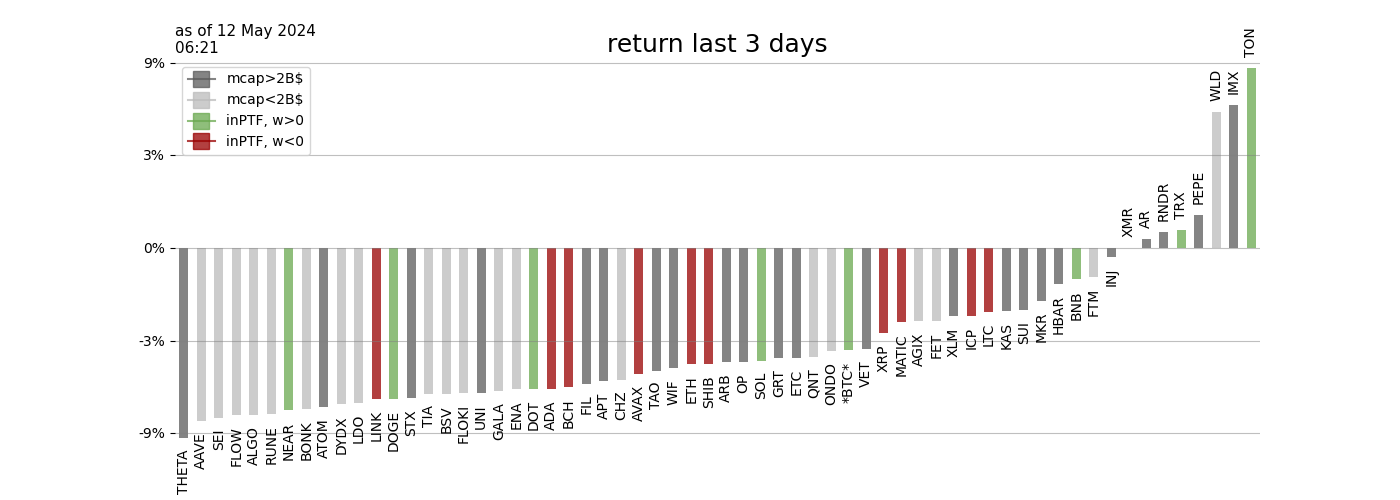 as of 12 May 2024
06:21
return last 3 days
mcap>2B$
mcap<2B$
inPTF, w>0
inPTF, w<0
9%
3%
0%
-3%
-9%
THETA
AAVE
SEI
FLOW
ALGO
RUNE
NEAR
BONK
ATOM
DYDX
LDO
LINK
DOGE
STX
TIA
BSV
FLOKI
UNI
GALA
ENA
DOT
ADA
BCH
FIL
APT
CHZ
AVAX
TAO
WIF
ETH
SHIB
ARB
OP
SOL
GRT
ETC
QNT
ONDO
*BTC*
VET
XRP
MATIC
AGIX
FET
XLM
ICP
LTC
KAS
SUI
MKR
HBAR
BNB
FTM
INJ
XMR
AR
RNDR
TRX
PEPE
WLD
IMX
TON